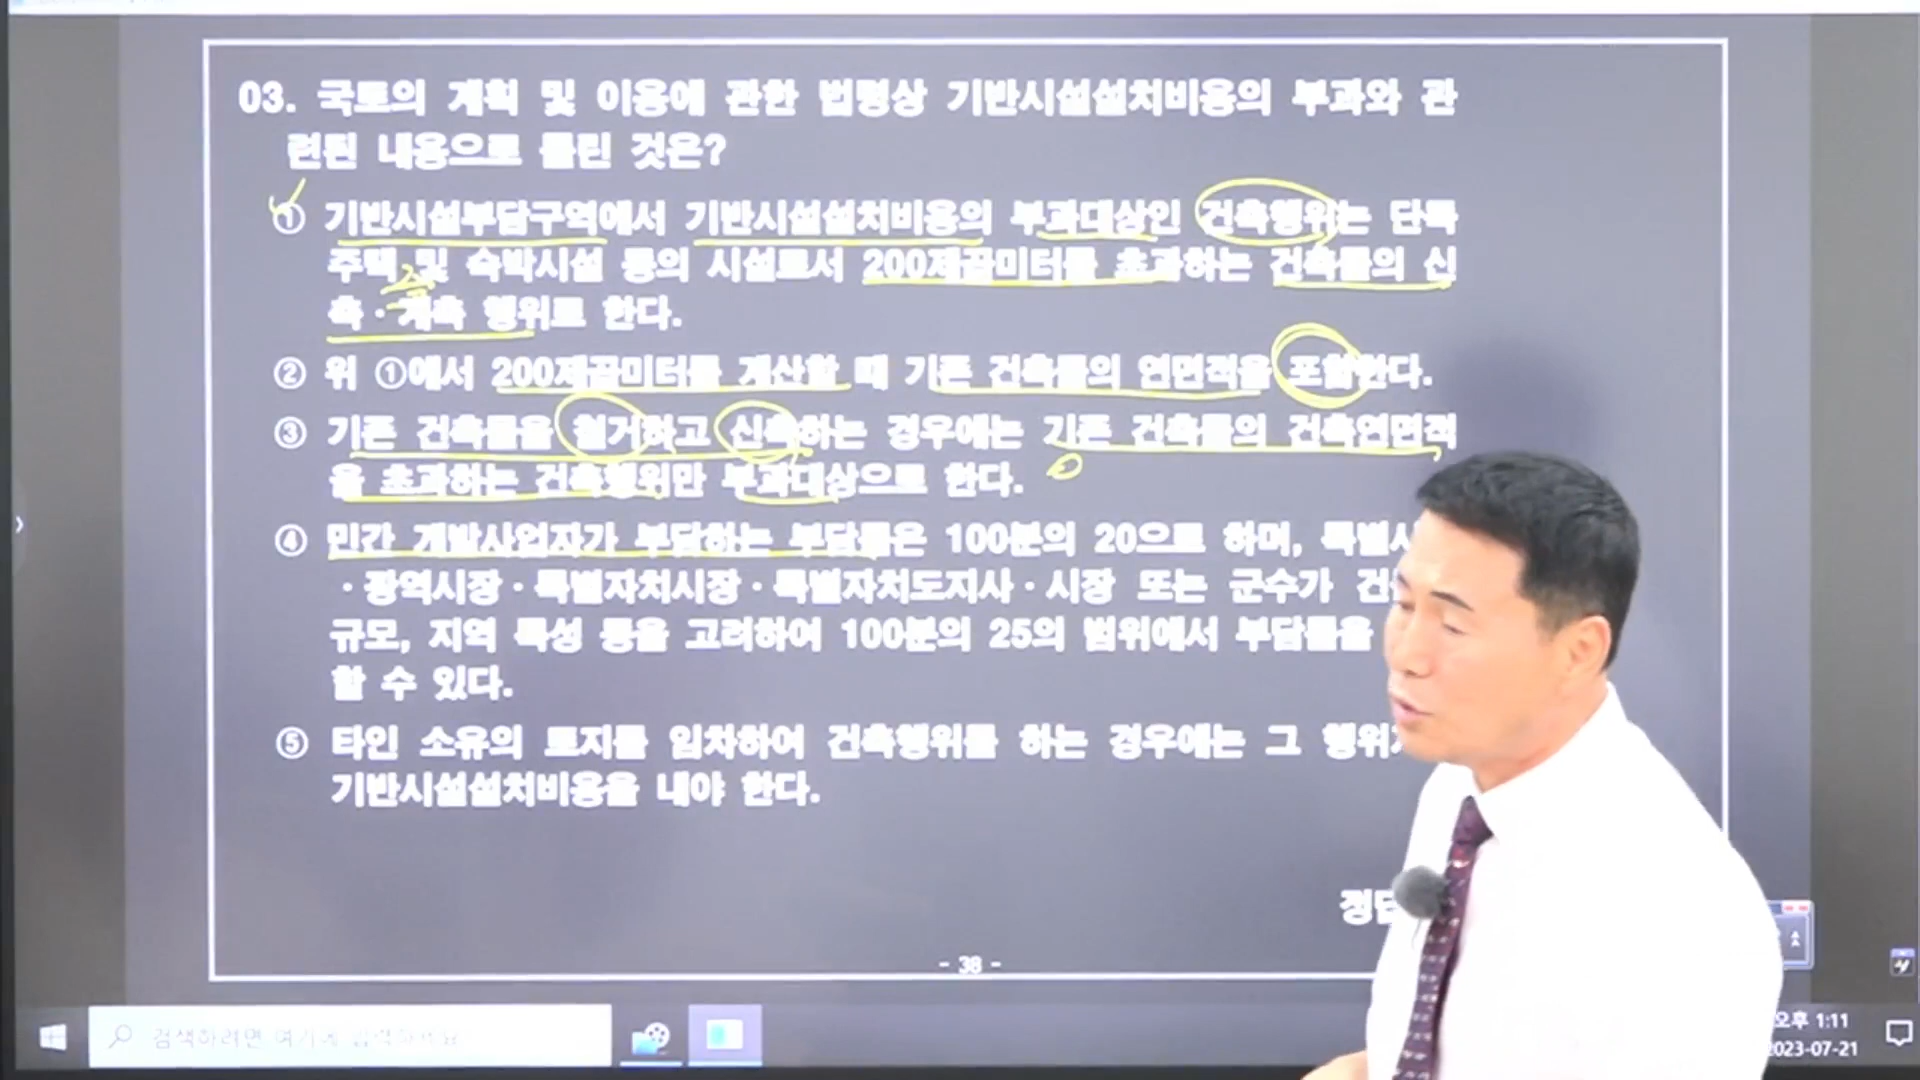 03. 국토의 계획 및 이용에 관한 법령상 기반시설설치비용의 부과와 관
련된 내용으로 틀린 것은?
① 기반시설부담구역에서 기반시설설치비용의 부과대상인 건축행위는 단독
주택 및 숙박시설 등의 시설로서 200제곱미터를 초과하는 건축물의 신
증
축 · 개축 행위로 한다.
② 위 ①에서 200제곱미터를 계산할 때 기존 건축물의 연면적을 포함한다.
③ 기존 건축물을 철거하고 신축하는 경우에는 기존 건축물의 건축연면적
을 초과하는 건축행위만 부과대상으로 한다.
④ 민간 개발사업자가 부담하는 부담률은 100분의 20으로 하며, 특별시
· 광역시장 · 특별자치시장 · 특별자치도지사 · 시장 또는 군수가
규모, 지역 특성 등을 고려하여 100분의 25의 범위에서 부담률을
할 수 있다.
⑤ 타인 소유의 토지를 임차하여 건축행위를 하는 경우에는 그
기반시설설치비용을 내야 한다.
- 38 -
검색하려면 여기에 입력하세요
오후 1:11
2023-07-21